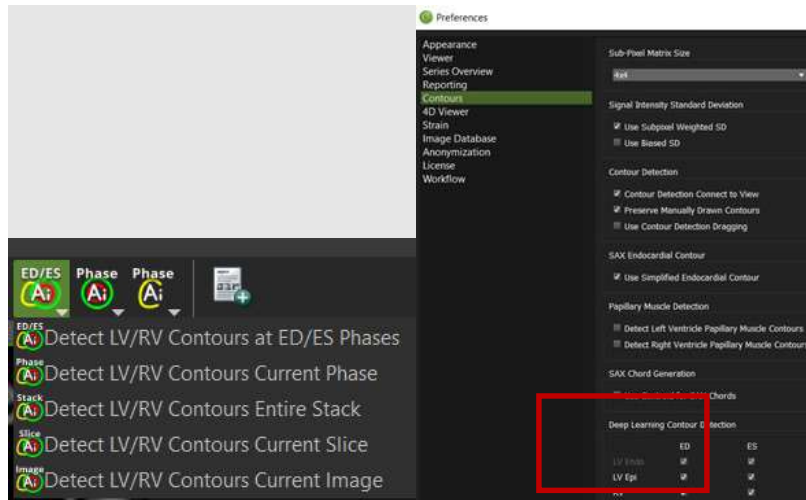 ED/ES Phase Phase
Ai Ai Ai
ED/ES Detect LV/RV Contours at ED/ES Phases
Phase Detect LV/RV Contours Current Phase
Stack Detect LV/RV Contours Entire Stack
Slice Detect LV/RV Contours Current Slice
Image Detect LV/RV Contours Current Image
Preferences
Appearance
Viewer
Series Overview
Reporting
Contours
4D Viewer
Strain
Image Database
Anonymization
License
Workflow
Sub-Pixel Matrix Size
4x4
Signal Intensity Standard Deviation
Use Subpixel Weighted SD
Use Biased SD
Contour Detection
Contour Detection Connect to View
Preserve Manually Drawn Contours
Use Contour Detection Dragging
SAX Endocardial Contour
Use Simplified Endocardial Contour
Papillary Muscle Detection
Detect Left Ventricle Papillary Muscle Contours
Detect Right Ventricle Papillary Muscle Contours
SAX Chord Generation
Chords
Deep Learning Contour Detection
ED ES
LV Endo
LV Epi